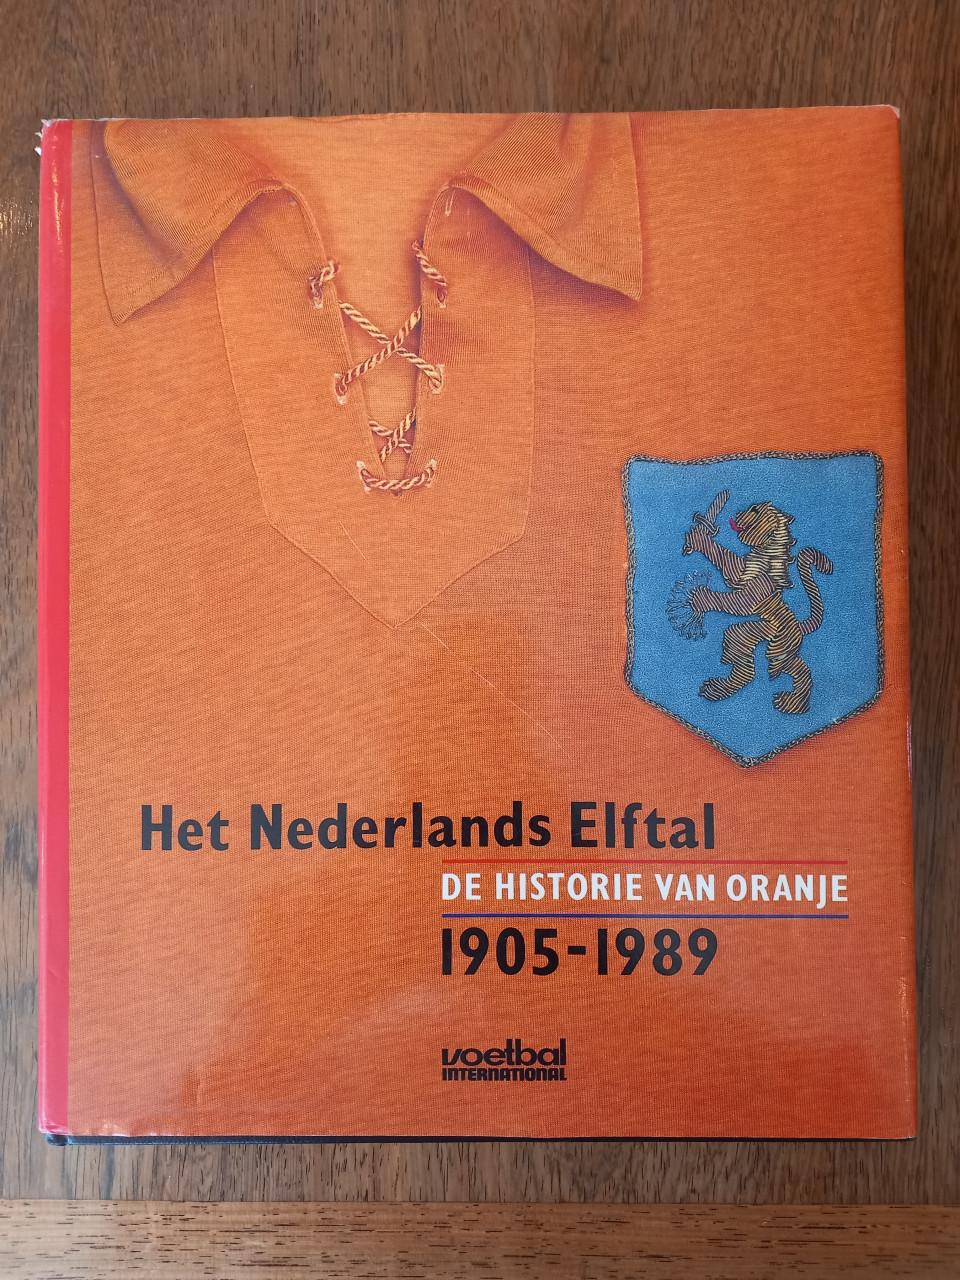 Het Nederlands Elftal
DE HISTORIE VAN ORANJE
1905-1989
voetbal
INTERNATIONAL